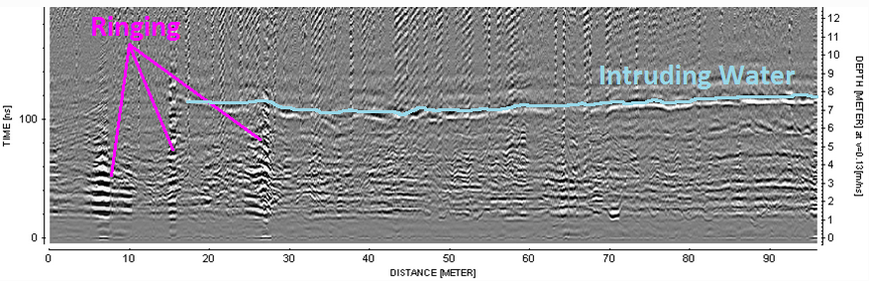 Ringing
Intruding Water
TIME [ns]
100
0
12
11
10
9
8
7
6
5
4
3
2
1
0
DEPTH [METER] at v=0.13[m/ns]
0 10 20 30 40 50 60 70 80 90
DISTANCE [METER]